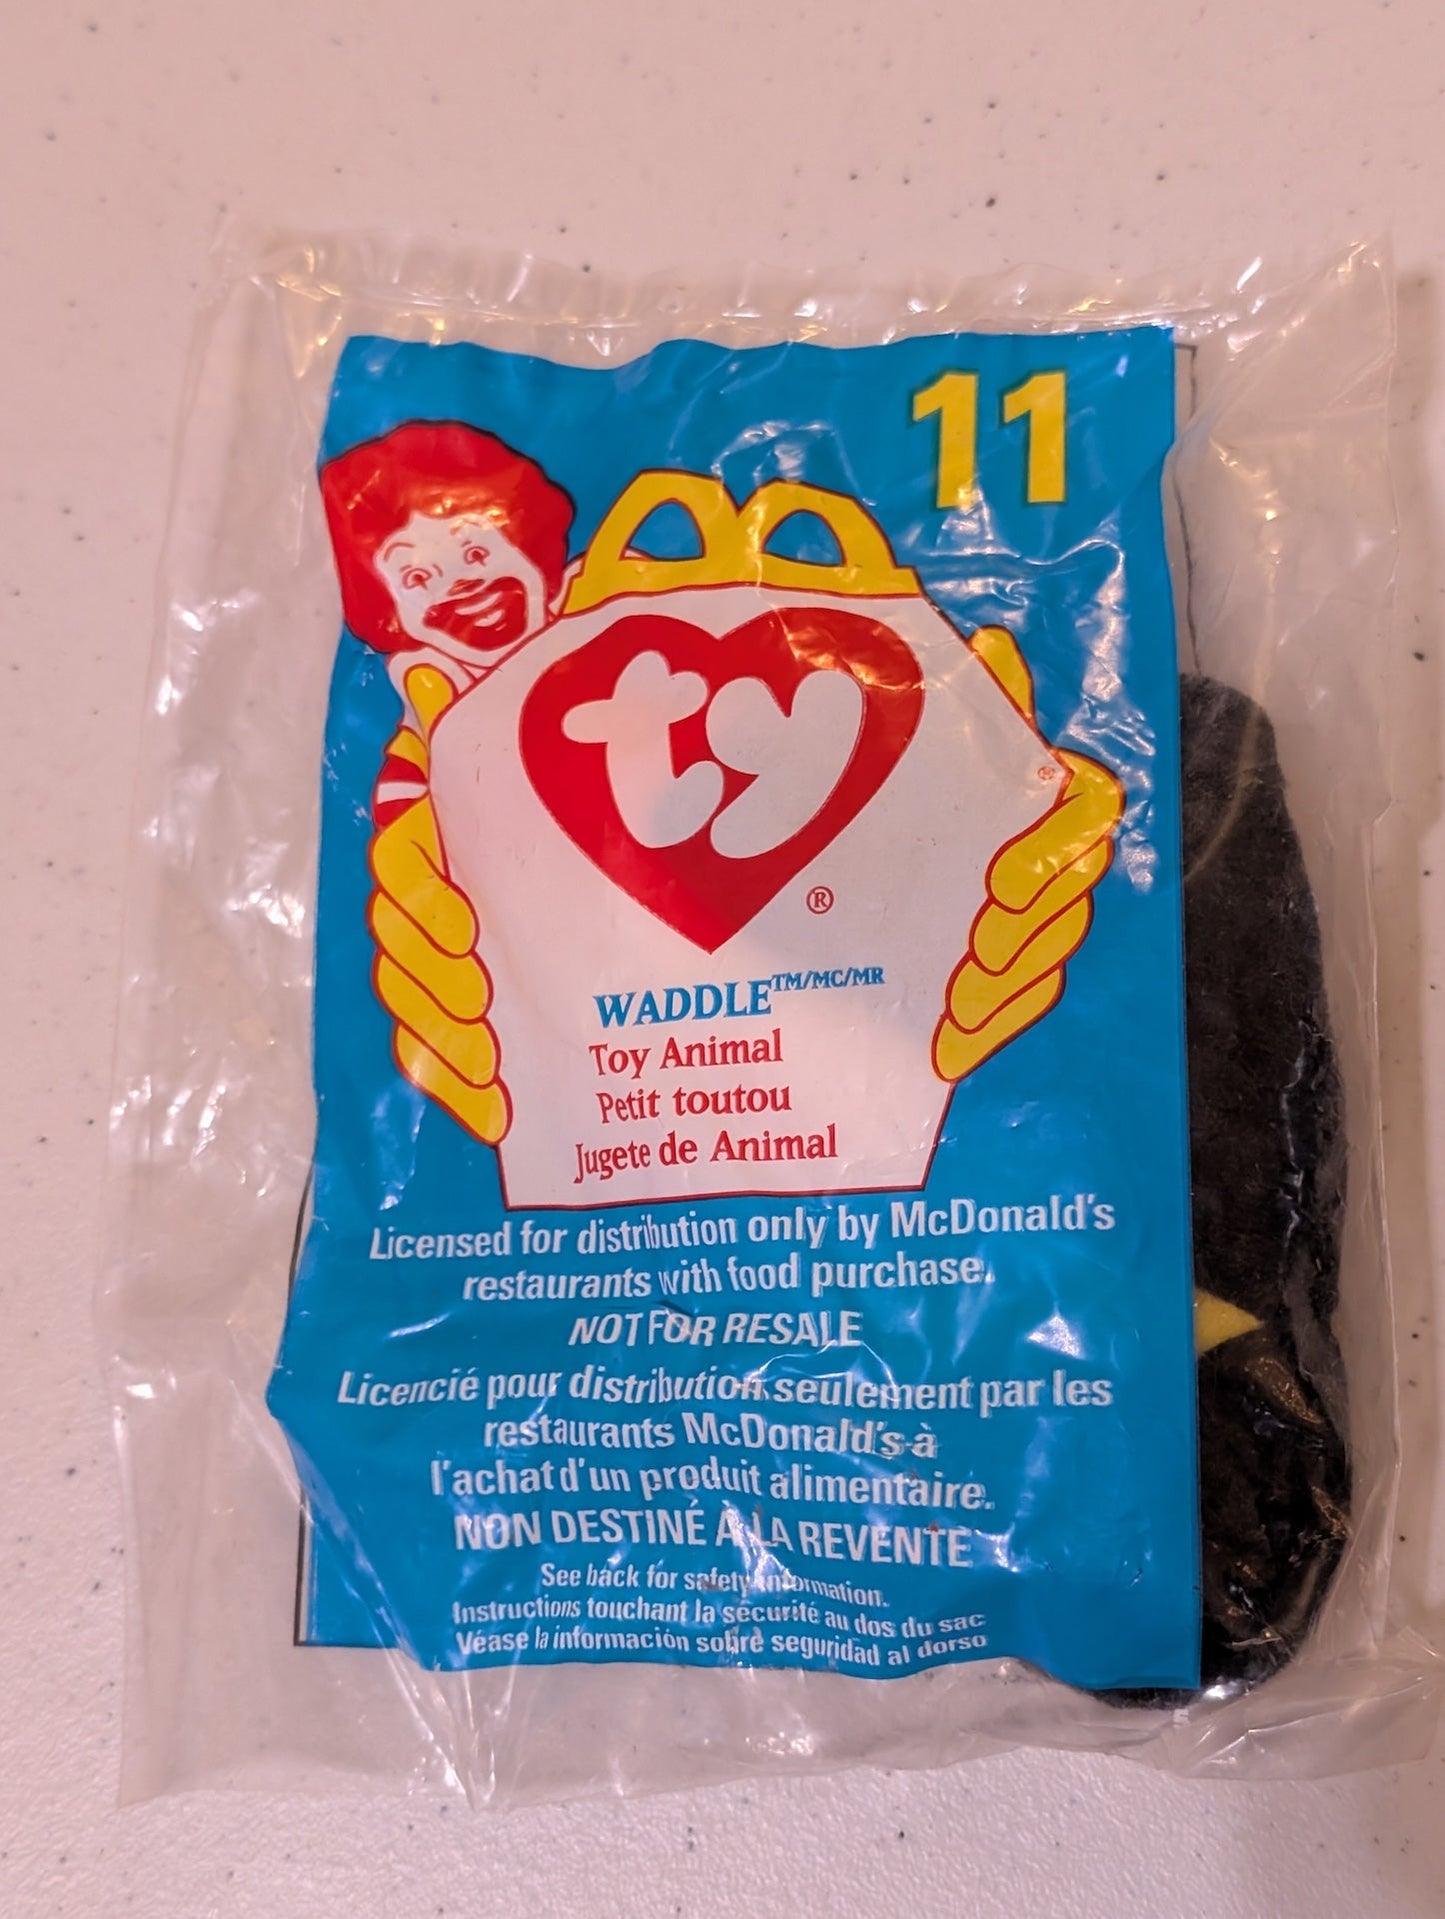 11
ty
®
®
WADDLE™/MC/MR
Toy Animal
Petit toutou
Jugete de Animal
Licensed for distribution only by McDonald's
restaurants with food purchase.
NOT FOR RESALE
Licencié pour distribution seulement par les
restaurants McDonald's à
l'achat d'un produit alimentaire.
NON DESTINÉ À LA REVENTE
See back for safety information.
Instructions touchant la sécurité au dos du sac
Véase la información sobre seguridad al dorso